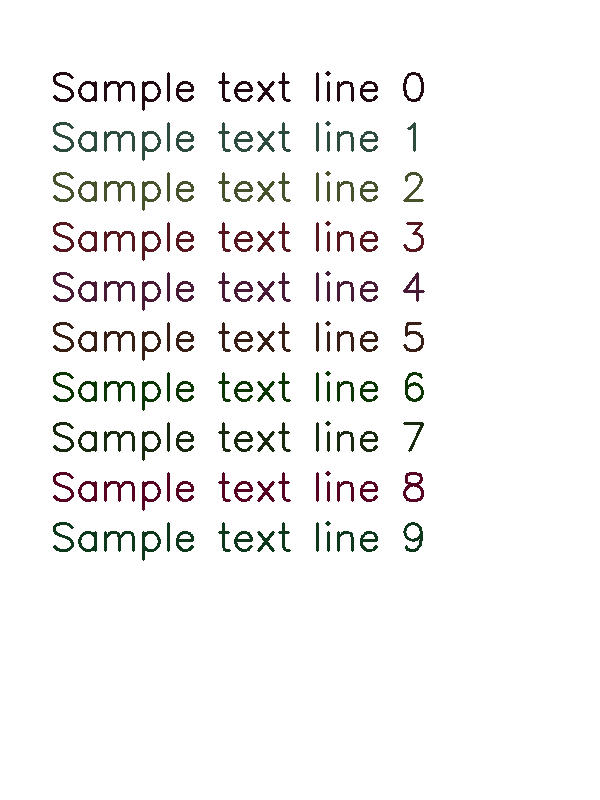 Sample text line 0
Sample text line 1
Sample text line 2
Sample text line 3
Sample text line 4
Sample text line 5
Sample text line 6
Sample text line 7
Sample text line 8
Sample text line 9